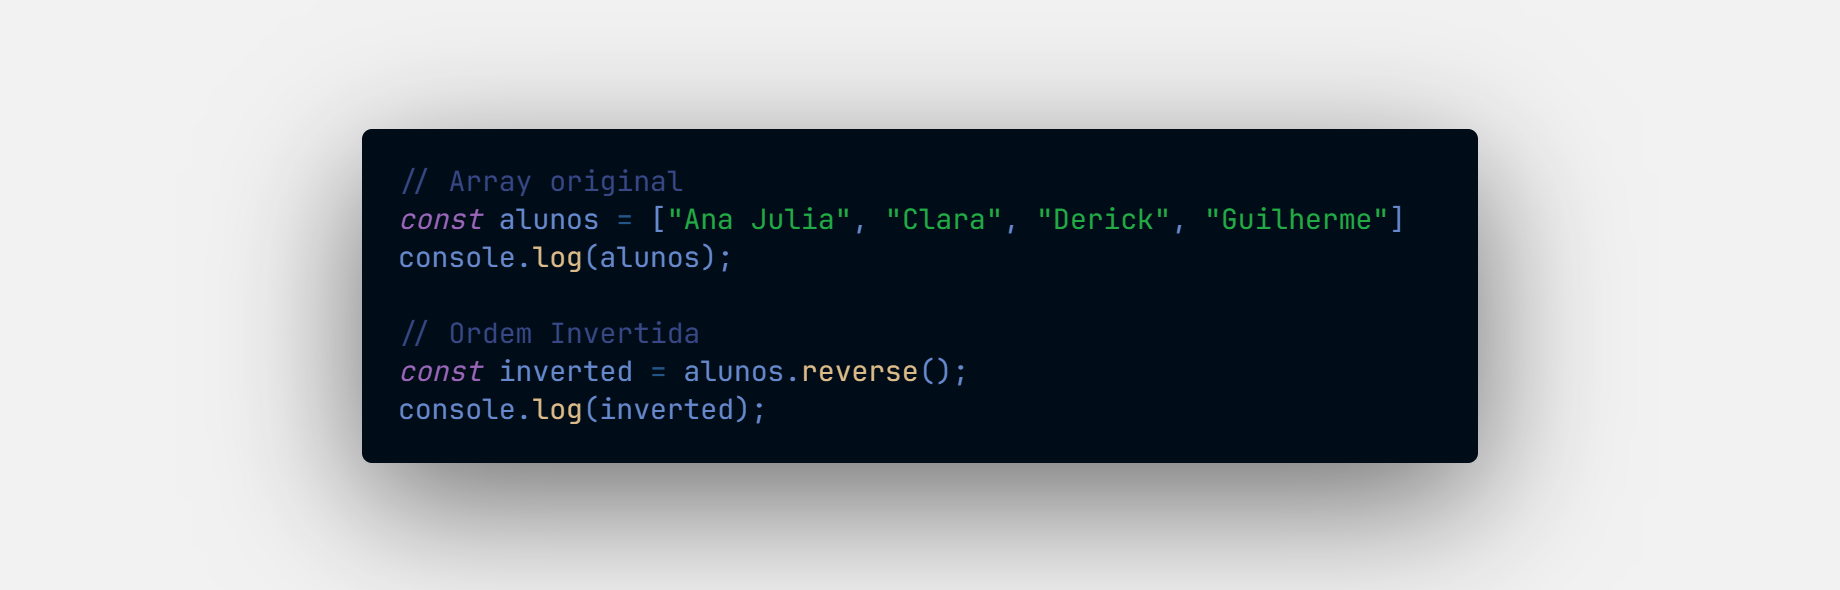 // Array original
const alunos = ["Ana Julia", "Clara", "Derick", "Guilherme"]
console.log(alunos);
// Ordem Invertida
const inverted = alunos.reverse();
console.log(inverted);